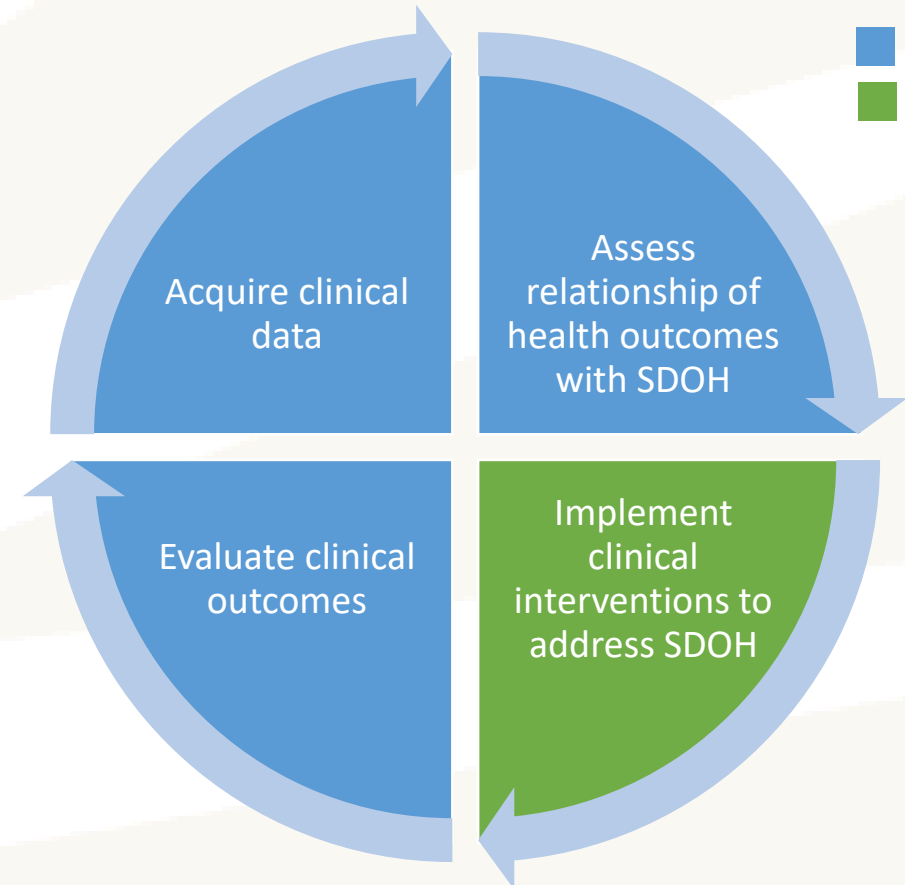 Acquire clinical
data
Assess
relationship of
health outcomes
with SDOH
Evaluate clinical
outcomes
Implement
clinical
interventions to
address SDOH